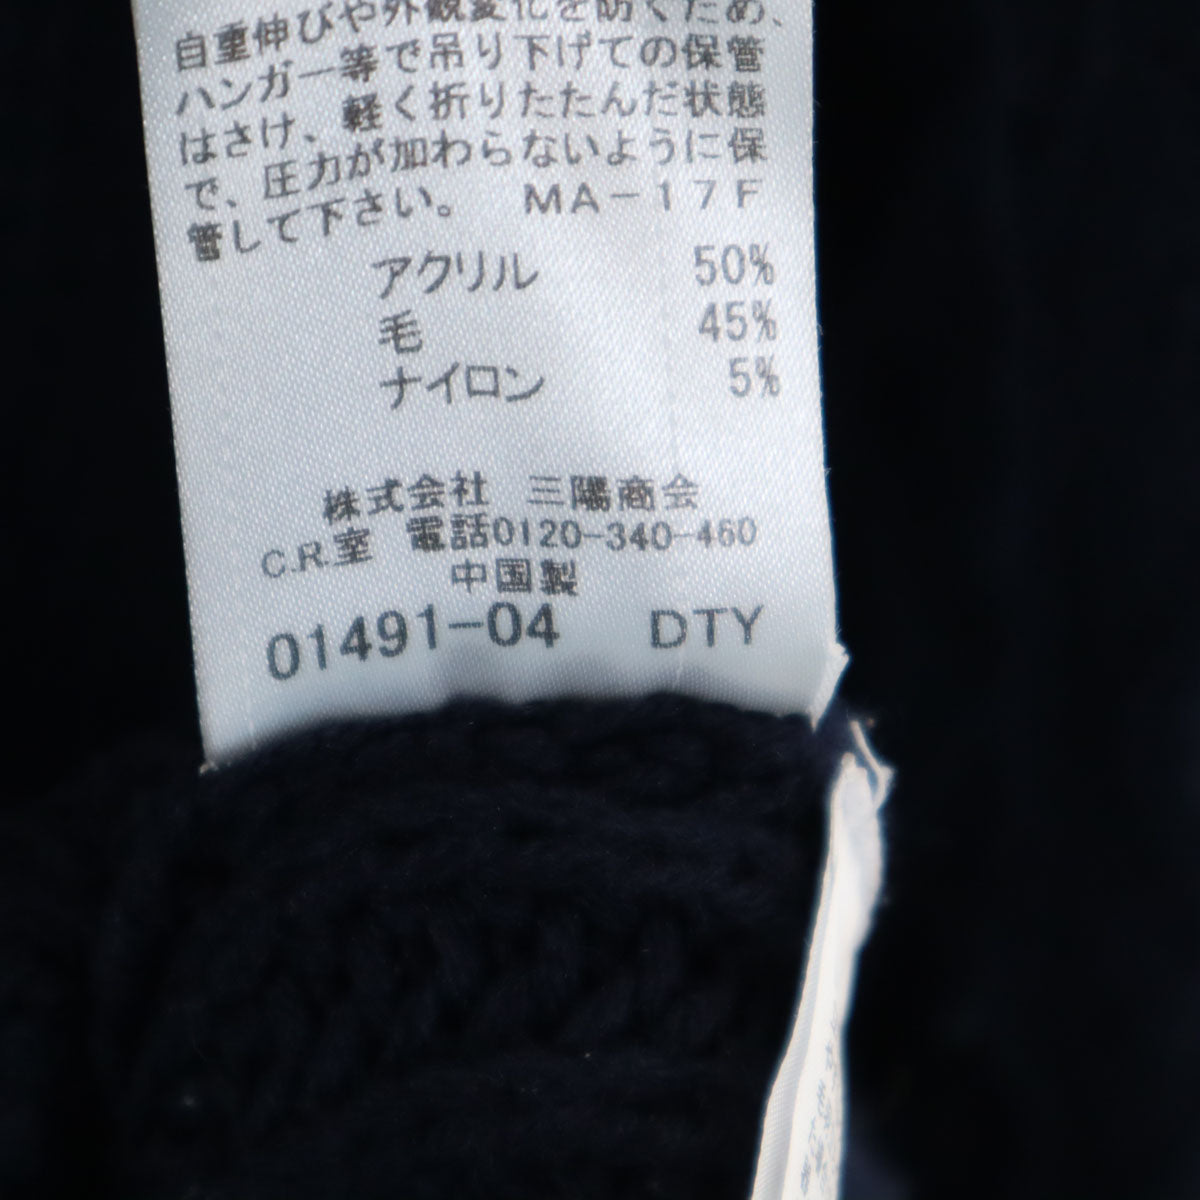 自重伸びや外観変化を防ぐため、
ハンガー等で吊り下げての保管
はさけ、軽く折りたたんだ状態
で、圧力が加わらないように保
管して下さい。 MA-17F
アクリル 50%
毛 45%
ナイロン 5%
株式会社 三陽商会
C.R.室 電話0120-340-460
中国製
01491-04 DTY